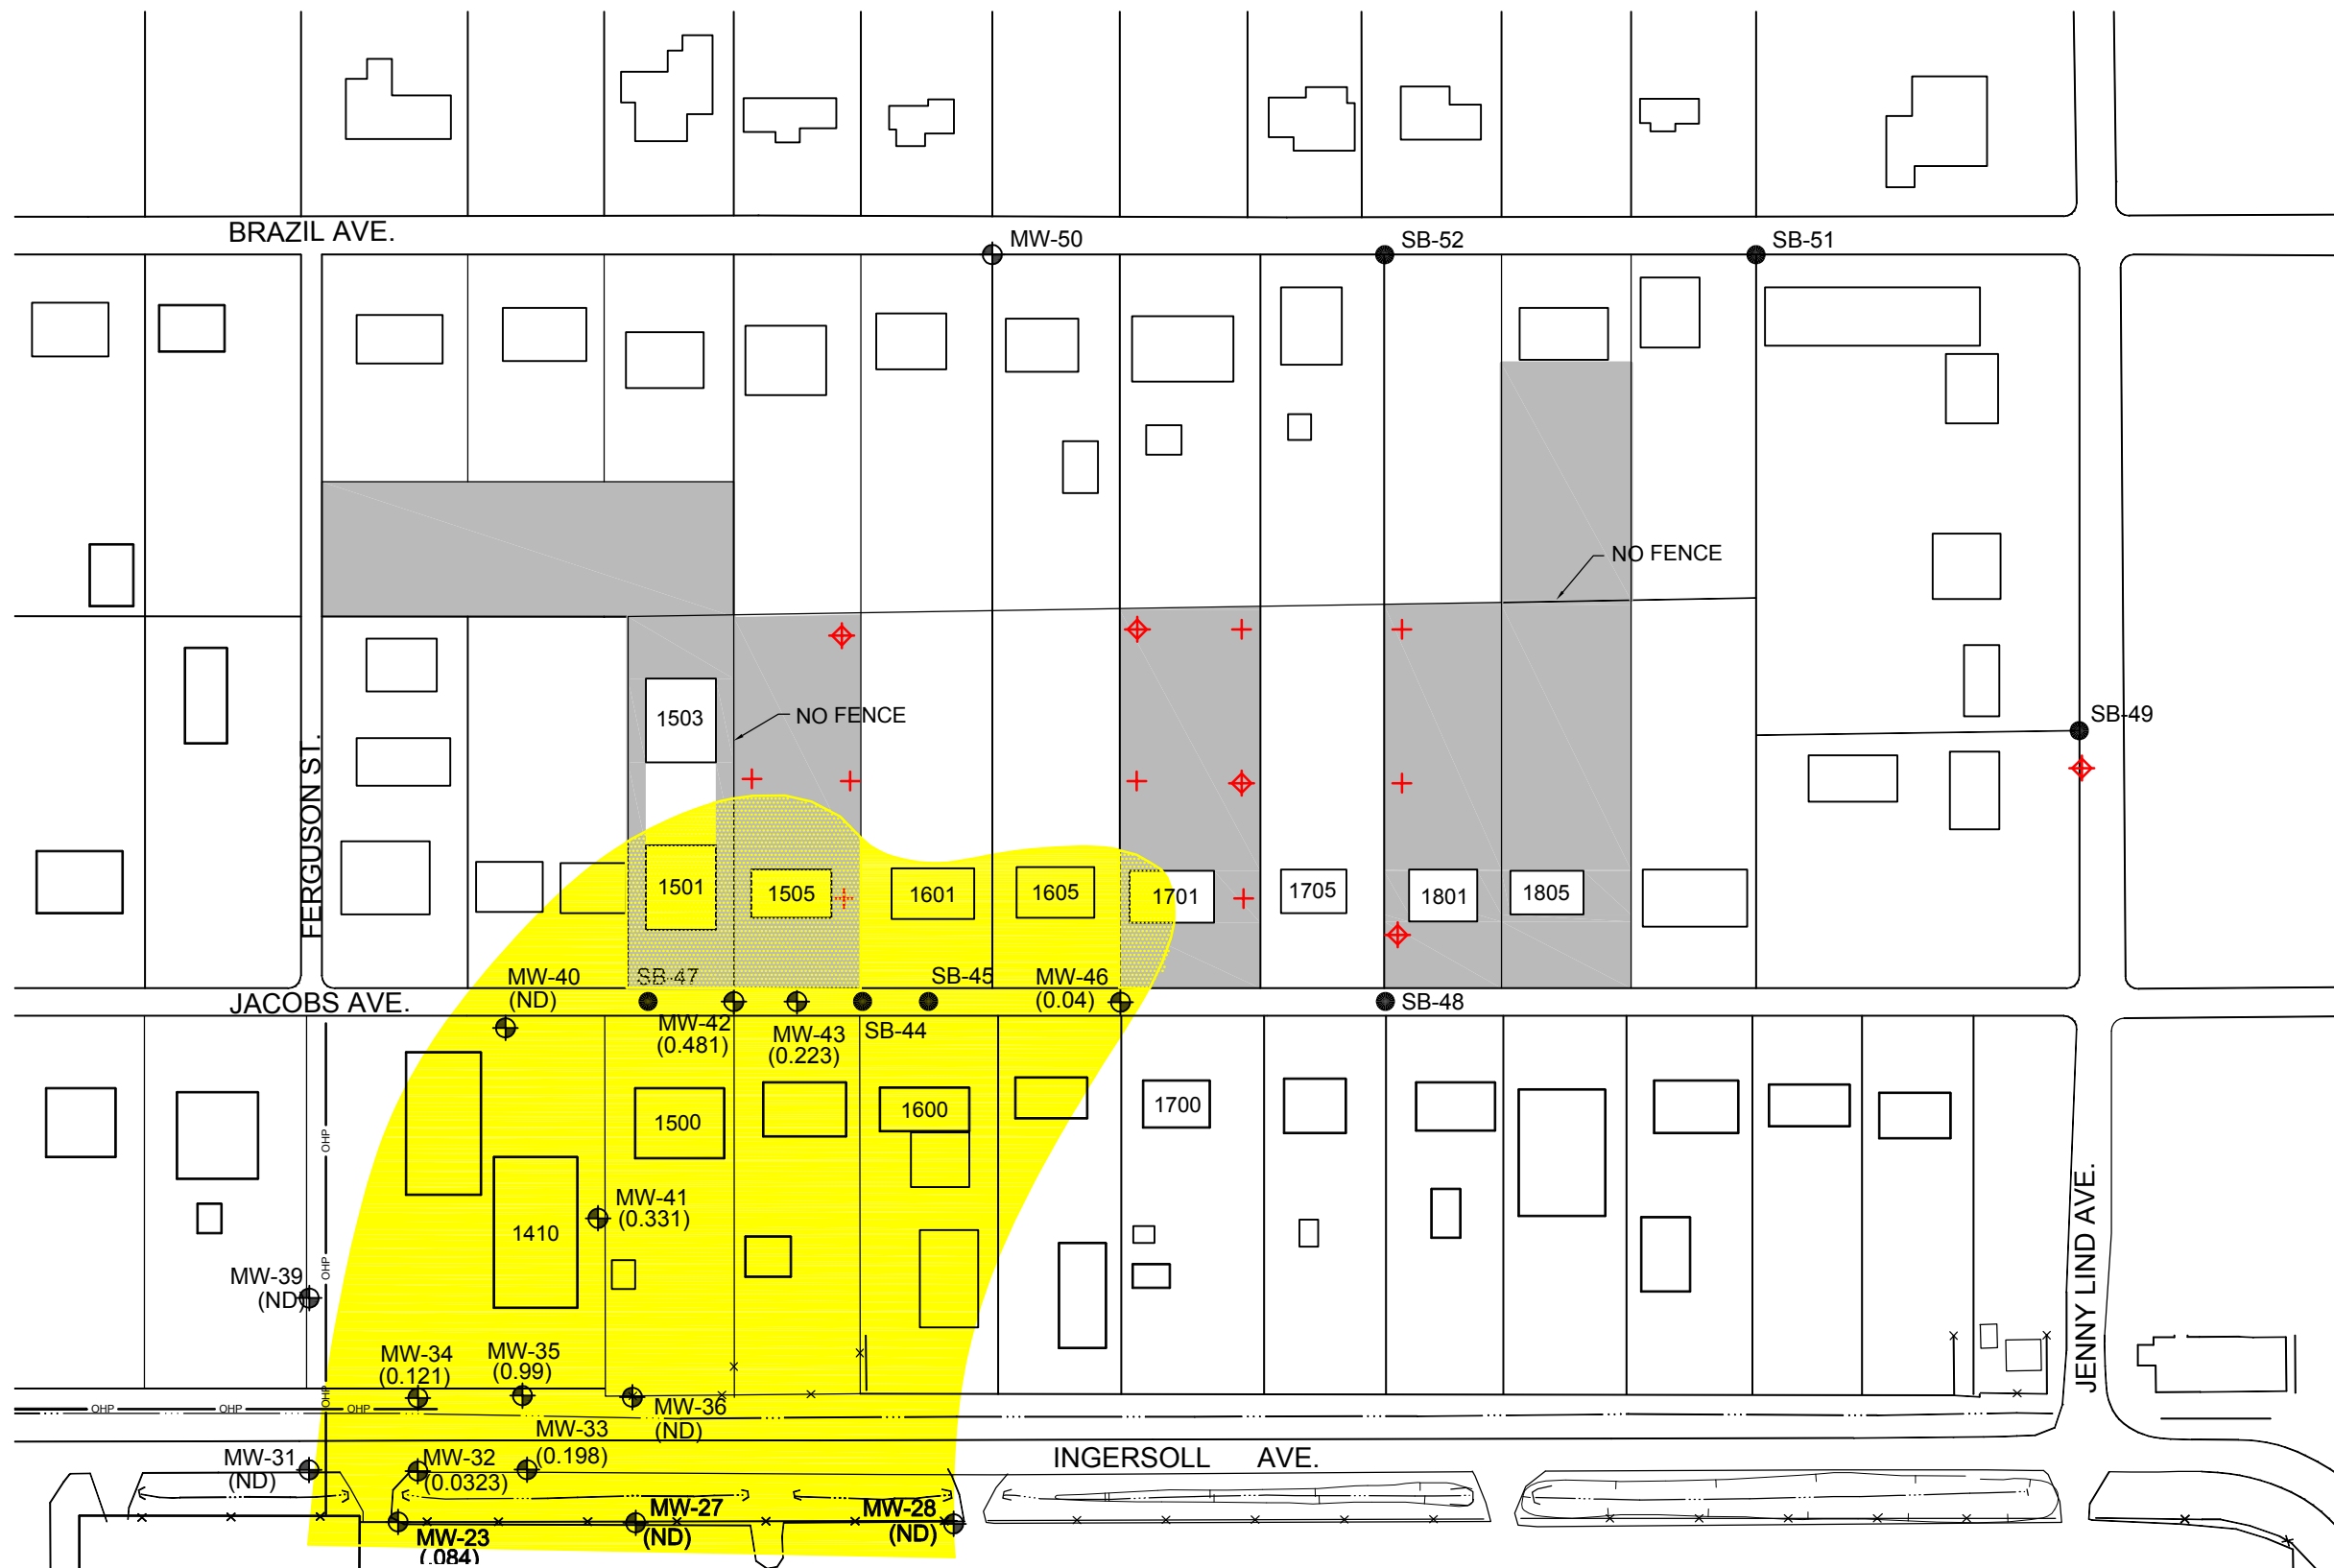 BRAZIL AVE.
MW-50
SB-52
SB-51
NO FENCE
1503
NO FENCE
SB-49
FERGUSON ST.
1501
1505
1601
1605
1701
1705
1801
1805
MW-40
(ND)
SB-47
SB-45
MW-46
(0.04)
JACOBS AVE.
SB-48
MW-42
(0.481)
MW-43
(0.223)
SB-44
1500
1600
1700
OHP
MW-41
(0.331)
1410
JENNY LIND AVE.
OHP
MW-39
(ND)
MW-34
(0.121)
MW-35
(0.99)
OHP
OHP
OHP
OHP
MW-36
(ND)
MW-33
(0.198)
MW-31
(ND)
MW-32
(0.0323)
INGERSOLL AVE.
MW-27
(ND)
MW-28
(ND)
MW-23
(.084)